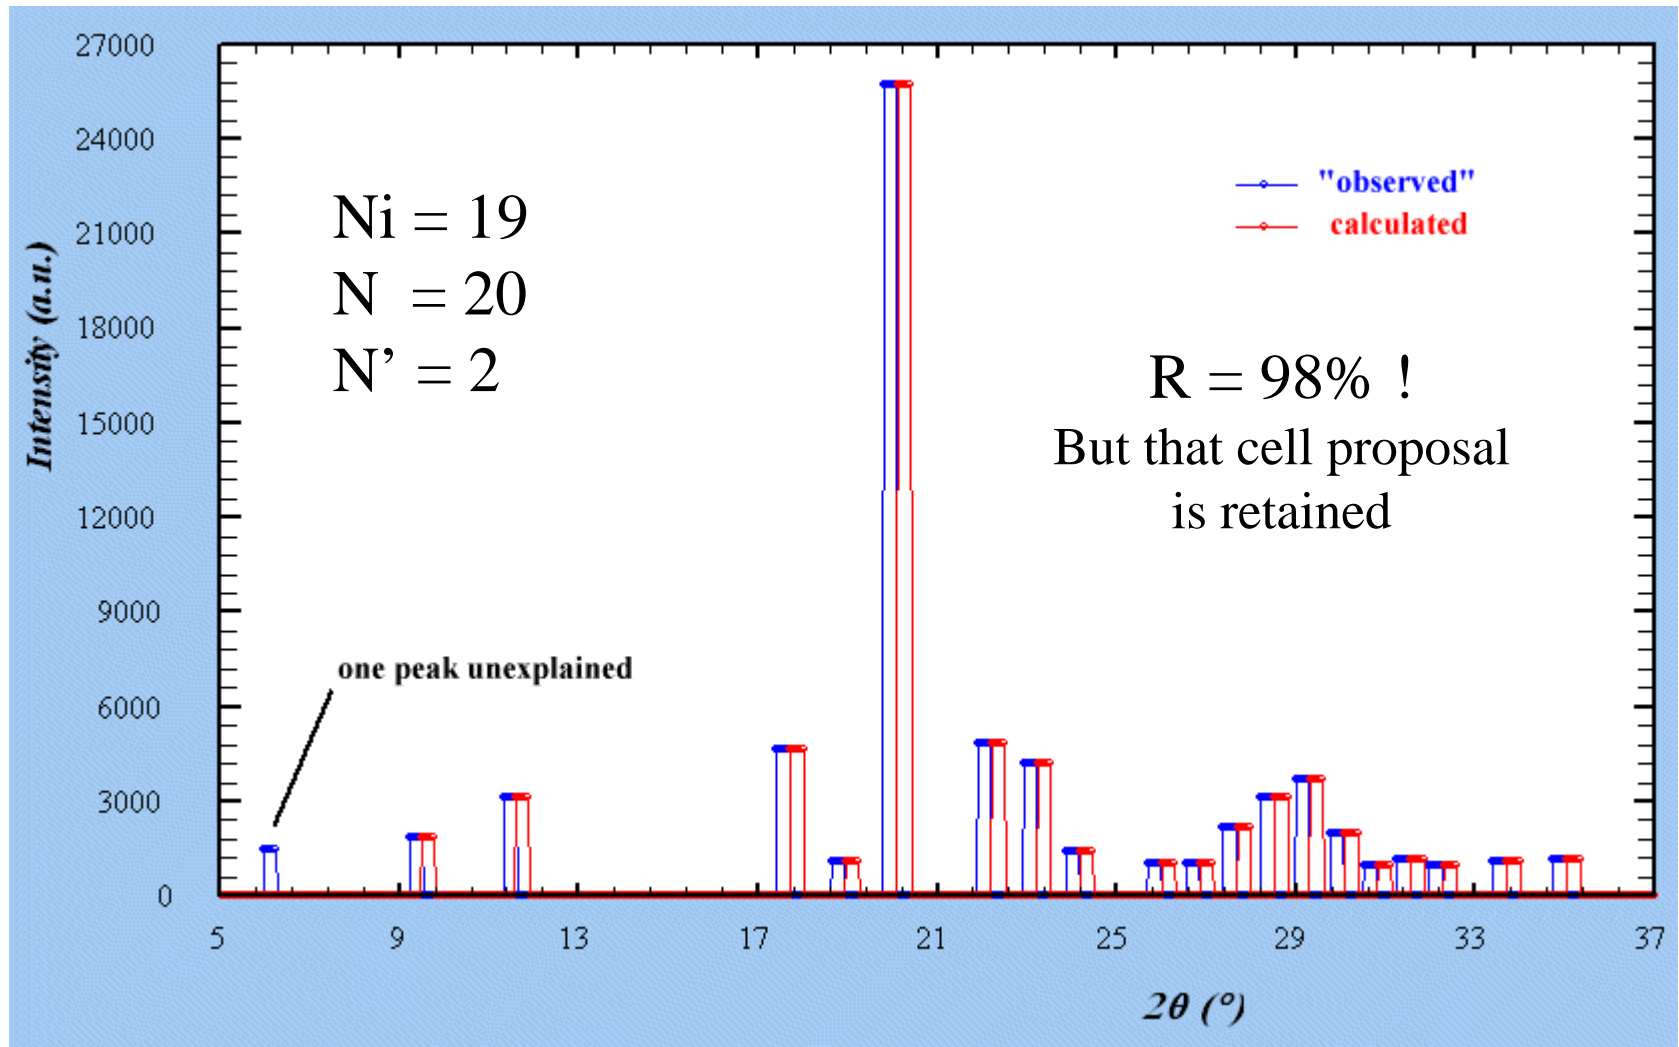 27000
24000
21000
18000
15000
12000
9000
6000
3000
0
Intensity (a.u.)
Ni = 19
N = 20
N’ = 2
"observed"
calculated
R = 98% !
But that cell proposal
is retained
one peak unexplained
5 9 13 17 21 25 29 33 37
2θ (°)